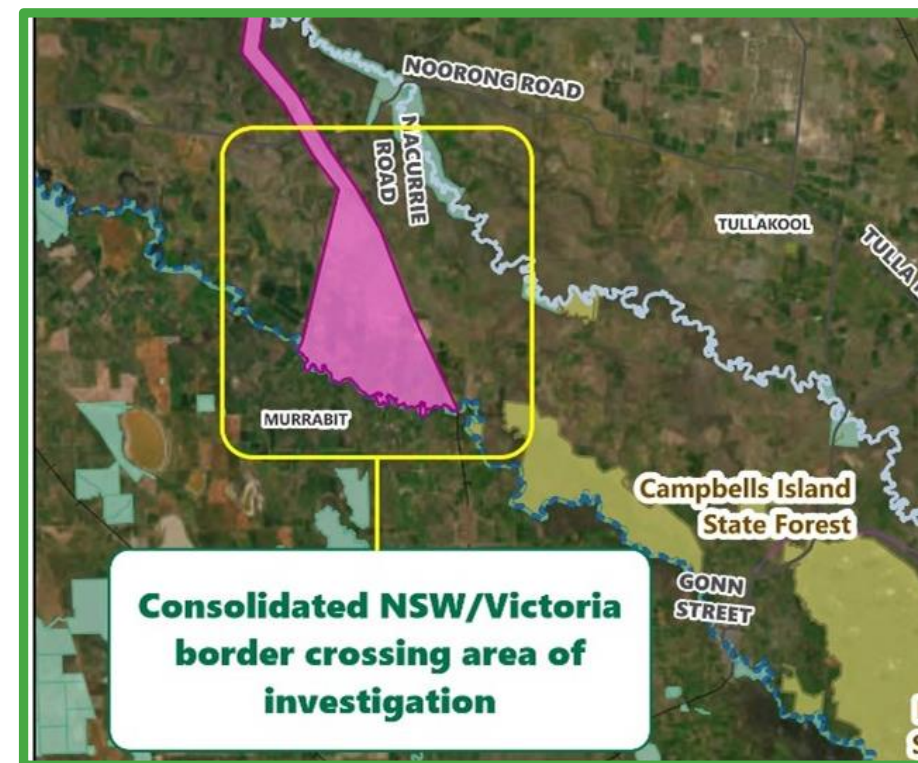 NOORONG ROAD
MACURRIE
ROAD
TULLAKOOL
MURRABIT
Campbells Island
State Forest
GONN
STREET
Consolidated NSW/Victoria
border crossing area of
investigation